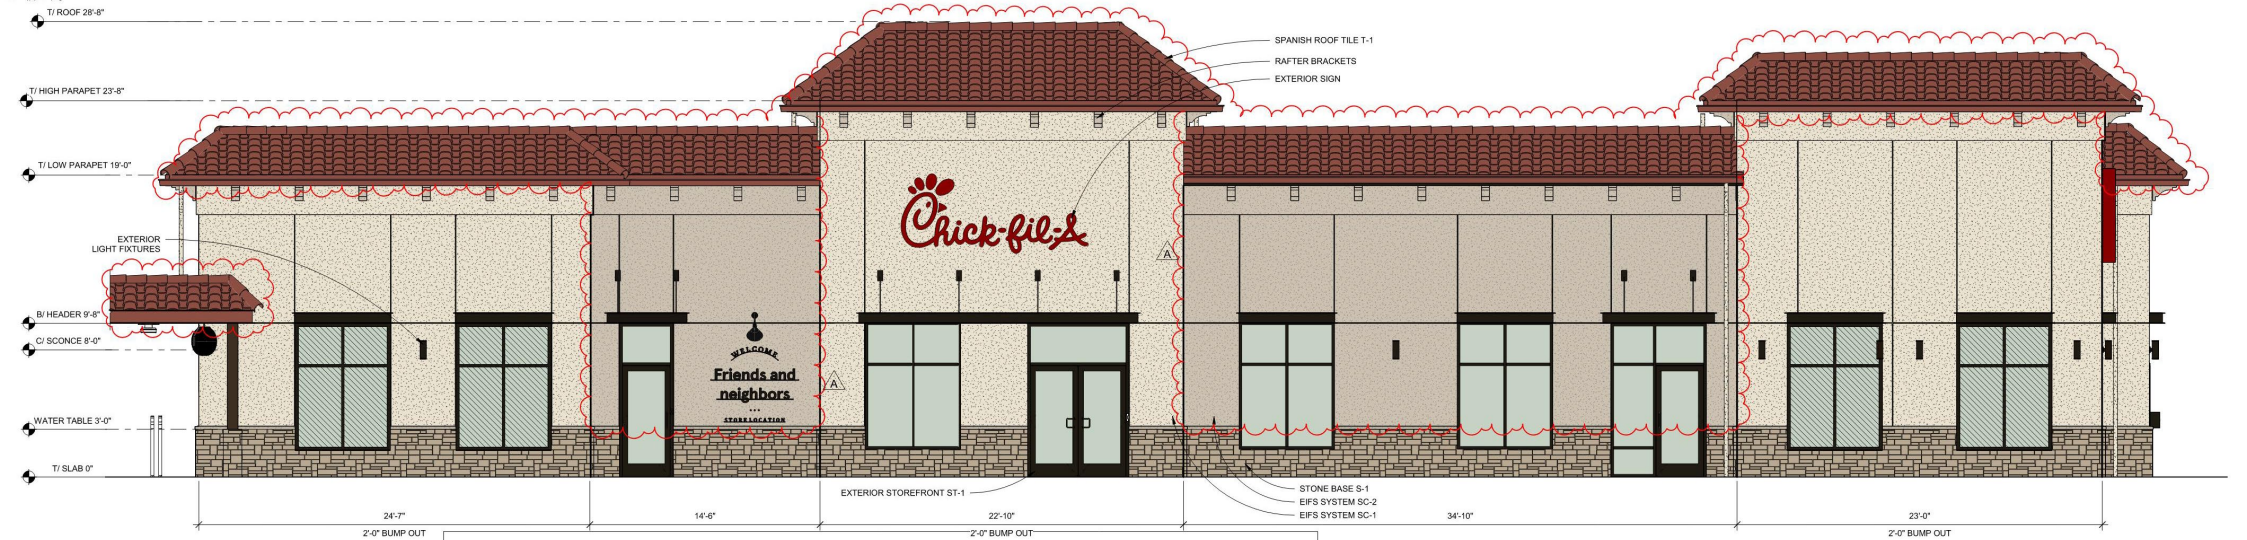 T/ ROOF 28'-8"
T/ HIGH PARAPET 23'-8"
T/ LOW PARAPET 19'-0"
EXTERIOR
LIGHT FIXTURES
B/ HEADER 9'-8"
C/ SCONCE 8'-0"
WATER TABLE 3'-0"
T/ SLAB 0"
SPANISH ROOF TILE T-1
RAFTER BRACKETS
EXTERIOR SIGN
Chick-fil-A
A
WELCOME
Friends and
neighbors
STORE LOCATION
A
EXTERIOR STOREFRONT ST-1
STONE BASE S-1
EIFS SYSTEM SC-2
EIFS SYSTEM SC-1
24'-7"
14'-6"
22'-10"
34'-10"
23'-0"
2'-0" BUMP OUT
2'-0" BUMP OUT
2'-0" BUMP OUT